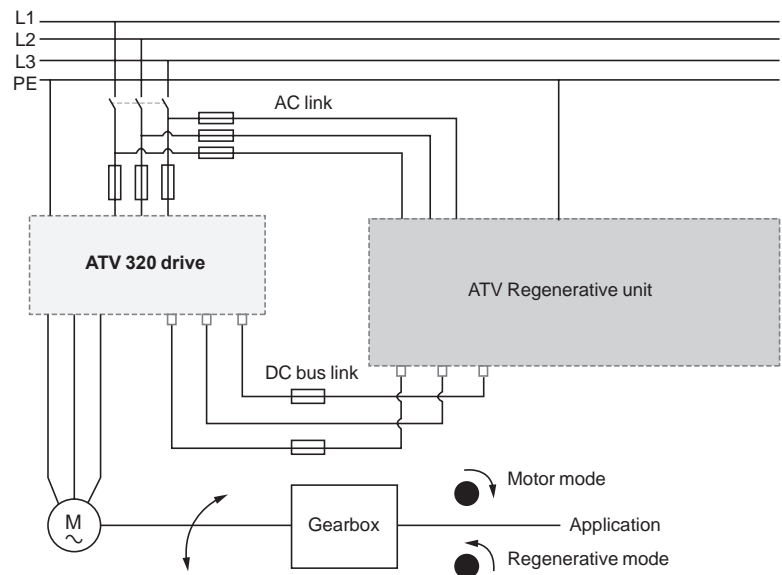 L1
L2
L3
PE
AC link
ATV 320 drive
ATV Regenerative unit
DC bus link
Motor mode
M
Gearbox
Application
Regenerative mode